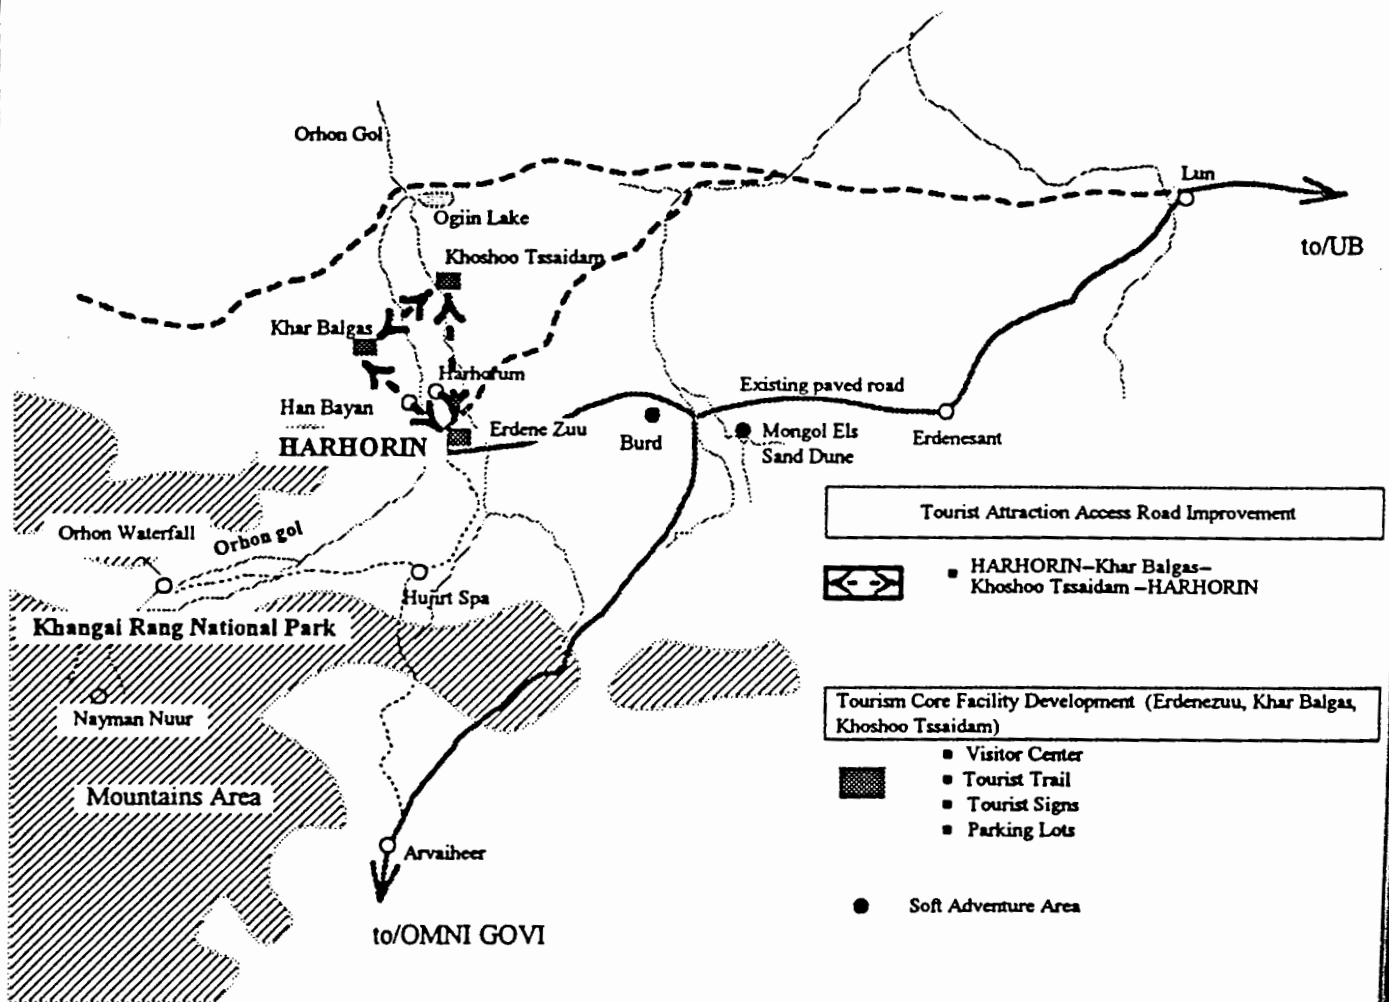 Orhon Gol
Lun
Ogiin Lake
to/UB
Khoshoo Tssaidam
Khar Balgas
Harhorum
Existing paved road
Han Bayan
Erdene Zuu
Burd
Mongol Els
Sand Dune
Erdenesant
HARHORIN
Tourist Attraction Access Road Improvement
Orhon Waterfall
Orhon gol
HARHORIN–Khar Balgas–
Khoshoo Tssaidam –HARHORIN
Hujirt Spa
Khangai Rang National Park
Nayman Nuur
Tourism Core Facility Development (Erdenezuu, Khar Balgas,
Khoshoo Tssaidam)
Visitor Center
Tourist Trail
Tourist Signs
Parking Lots
Mountains Area
Arvaiheer
Soft Adventure Area
to/OMNI GOVI